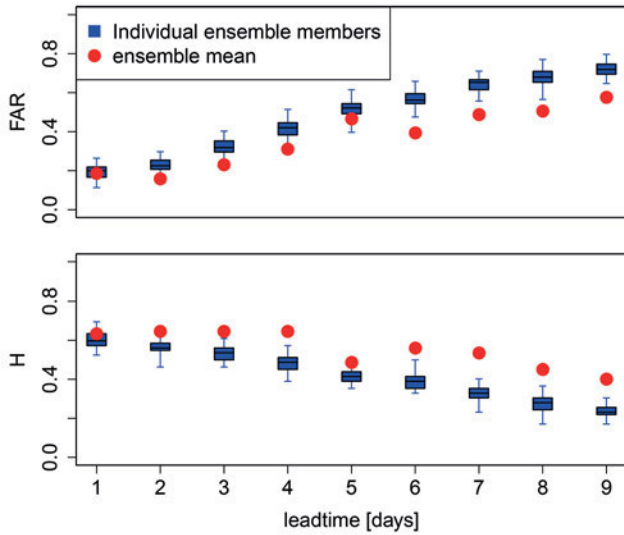 Individual ensemble members
ensemble mean
FAR
0.8
0.4
0.0
H
0.8
0.4
0.0
1 2 3 4 5 6 7 8 9
leadtime [days]